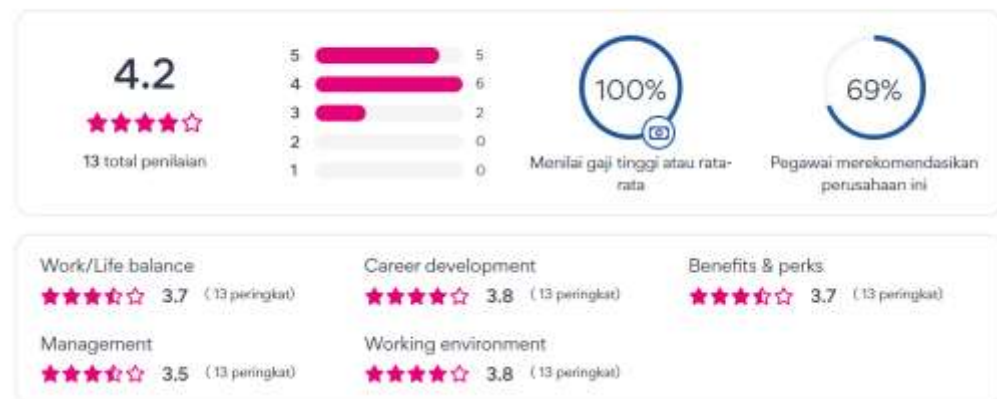 4.2
13 total penilaian
5 5
4 6
3 2
2 0
1 0
100%
Menilai gaji tinggi atau rata-
rata
69%
Pegawai merekomendasikan
perusahaan ini
Work/Life balance
3.7 (13 peringkat)
Career development
3.8 (13 peringkat)
Benefits & perks
3.7 (13 peringkat)
Management
3.5 (13 peringkat)
Working environment
3.8 (13 peringkat)